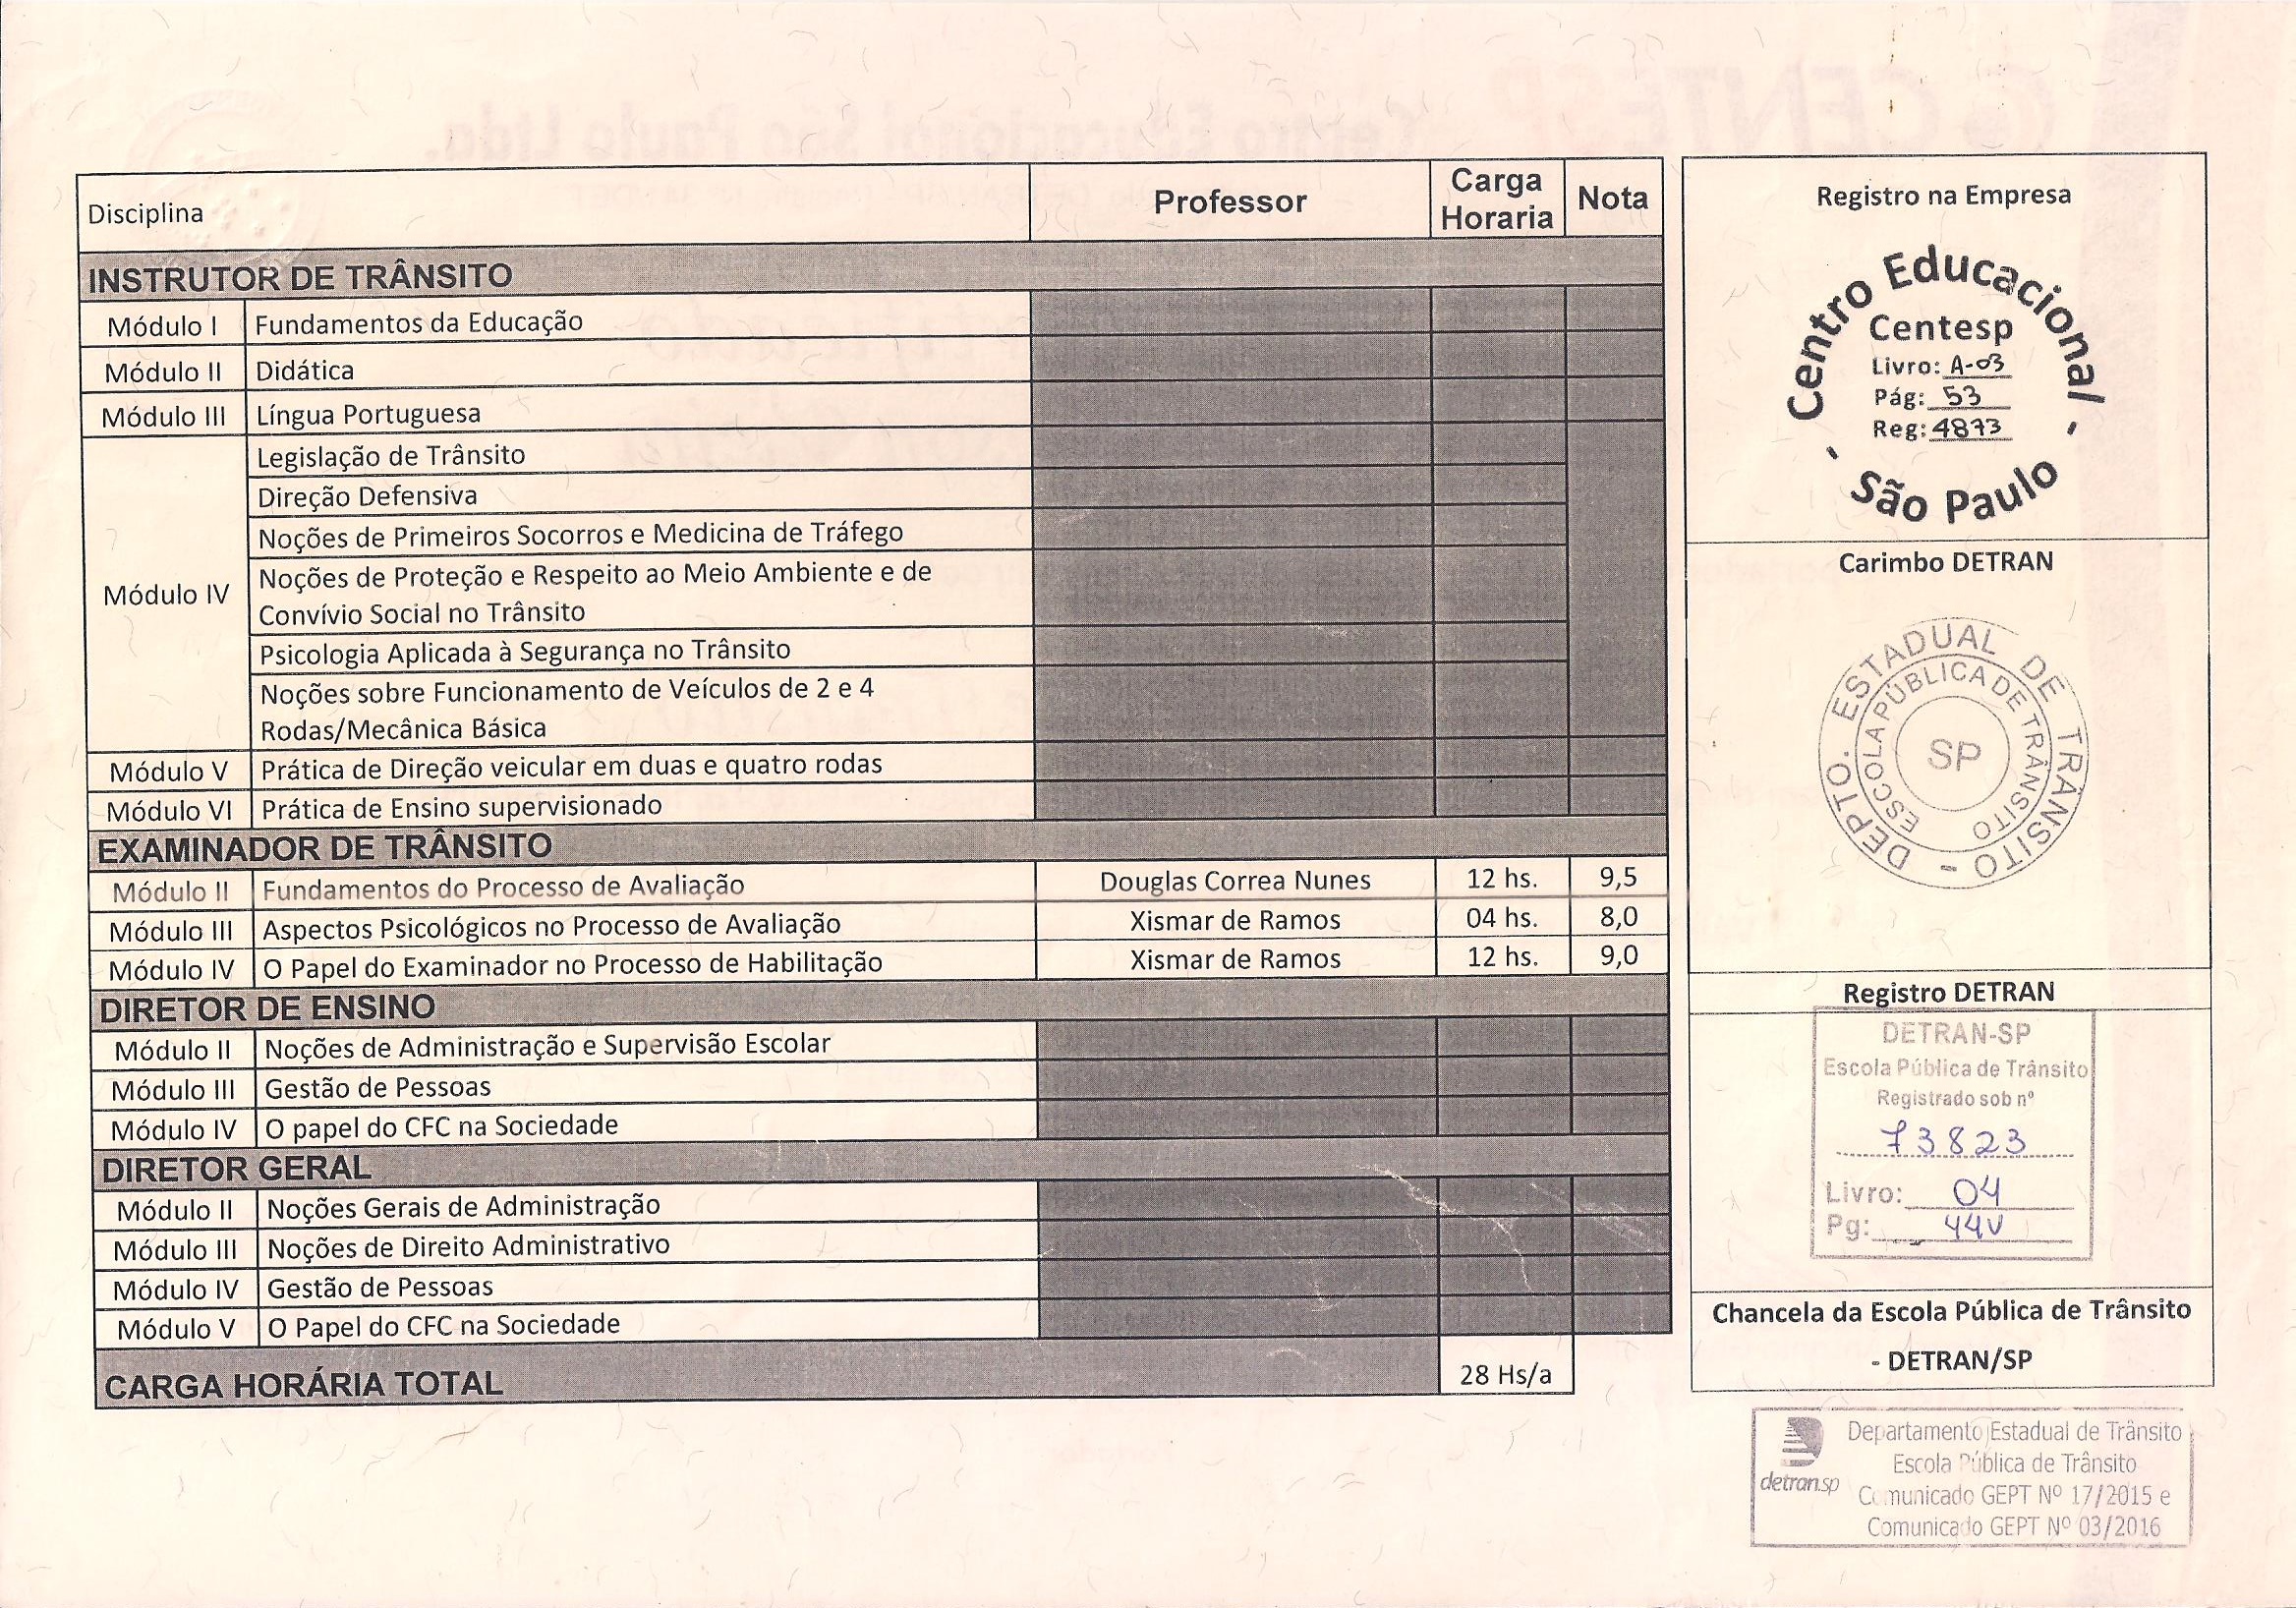 Disciplina Professor Carga Horaria Nota
INSTRUTOR DE TRÂNSITO
Módulo I Fundamentos da Educação
Módulo II Didática
Módulo III Língua Portuguesa
Módulo IV
Legislação de Trânsito
Direção Defensiva
Noções de Primeiros Socorros e Medicina de Tráfego
Noções de Proteção e Respeito ao Meio Ambiente e de
Convívio Social no Trânsito
Psicologia Aplicada à Segurança no Trânsito
Noções sobre Funcionamento de Veículos de 2 e 4
Rodas/Mecânica Básica
Módulo V Prática de Direção veicular em duas e quatro rodas
Módulo VI Prática de Ensino supervisionado
EXAMINADOR DE TRÂNSITO
Módulo II Fundamentos do Processo de Avaliação Douglas Correa Nunes 12 hs. 9,5
Módulo III Aspectos Psicológicos no Processo de Avaliação Xismar de Ramos 04 hs. 8,0
Módulo IV O Papel do Examinador no Processo de Habilitação Xismar de Ramos 12 hs. 9,0
DIRETOR DE ENSINO
Módulo II Noções de Administração e Supervisão Escolar
Módulo III Gestão de Pessoas
Módulo IV O papel do CFC na Sociedade
DIRETOR GERAL
Módulo II Noções Gerais de Administração
Módulo III Noções de Direito Administrativo
Módulo IV Gestão de Pessoas
Módulo V O Papel do CFC na Sociedade
CARGA HORÁRIA TOTAL 28 Hs/a
Registro na Empresa
Centro Educacional - São Paulo -
Centesp
Livro: A-03
Pág: 53
Reg: 4873
Carimbo DETRAN
DEPTO. ESTADUAL DE TRÂNSITO -
ESCOLA PÚBLICA DE TRÂNSITO
SP
Registro DETRAN
DETRAN-SP
Escola Pública de Trânsito
Registrado sob nº
73823
Livro: 04
Pg: 44V
Chancela da Escola Pública de Trânsito
- DETRAN/SP
detran.sp
Departamento Estadual de Trânsito
Escola Pública de Trânsito
Comunicado GEPT Nº 17/2015 e
Comunicado GEPT Nº 03/2016